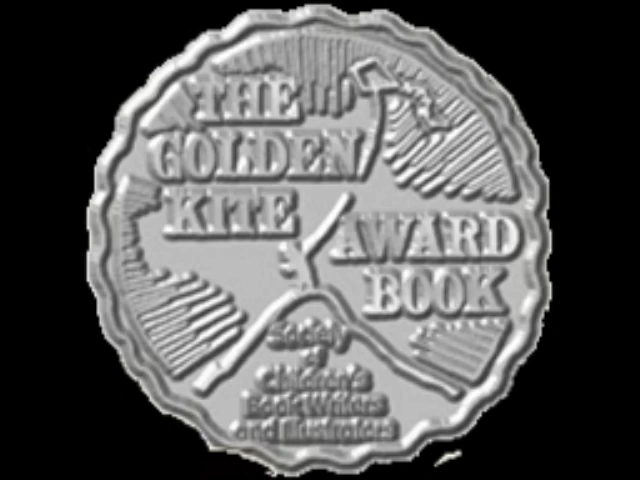 THE
GOLDEN
KITE
AWARD
BOOK
Society
of
Children's
Book Writers
and Illustrators